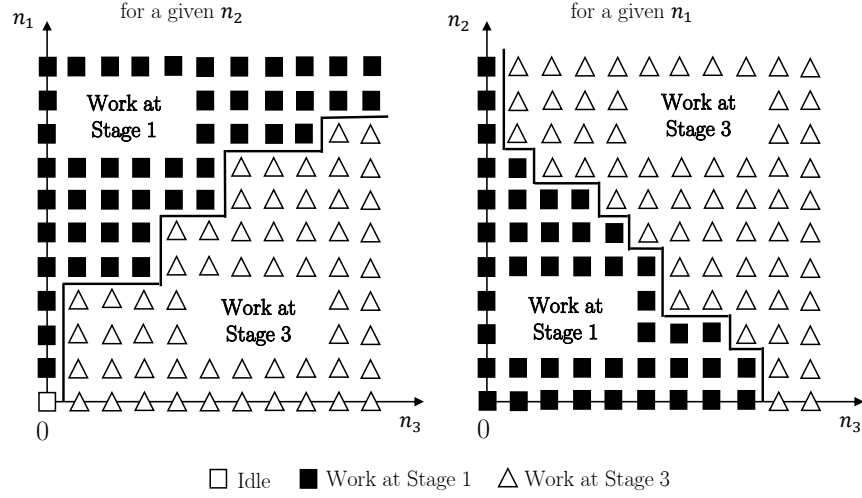 for a given n₂
for a given n₁
n₁
n₂
Work at
Stage 1
Work at
Stage 3
Work at
Stage 3
Work at
Stage 1
0
n₃
0
n₃
Idle
Work at Stage 1
Work at Stage 3